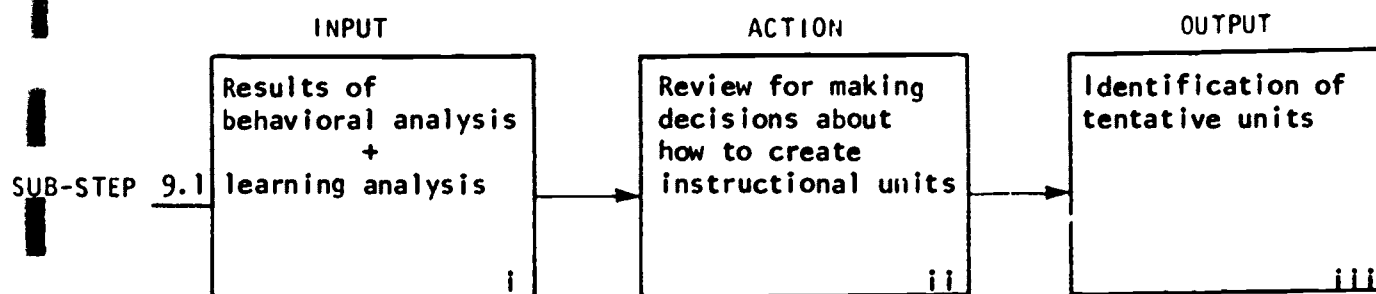 INPUT ACTION OUTPUT
Results of
behavioral analysis
+
learning analysis
i
Review for making
decisions about
how to create
instructional units
ii
Identification of
tentative units
iii
SUB-STEP 9.1